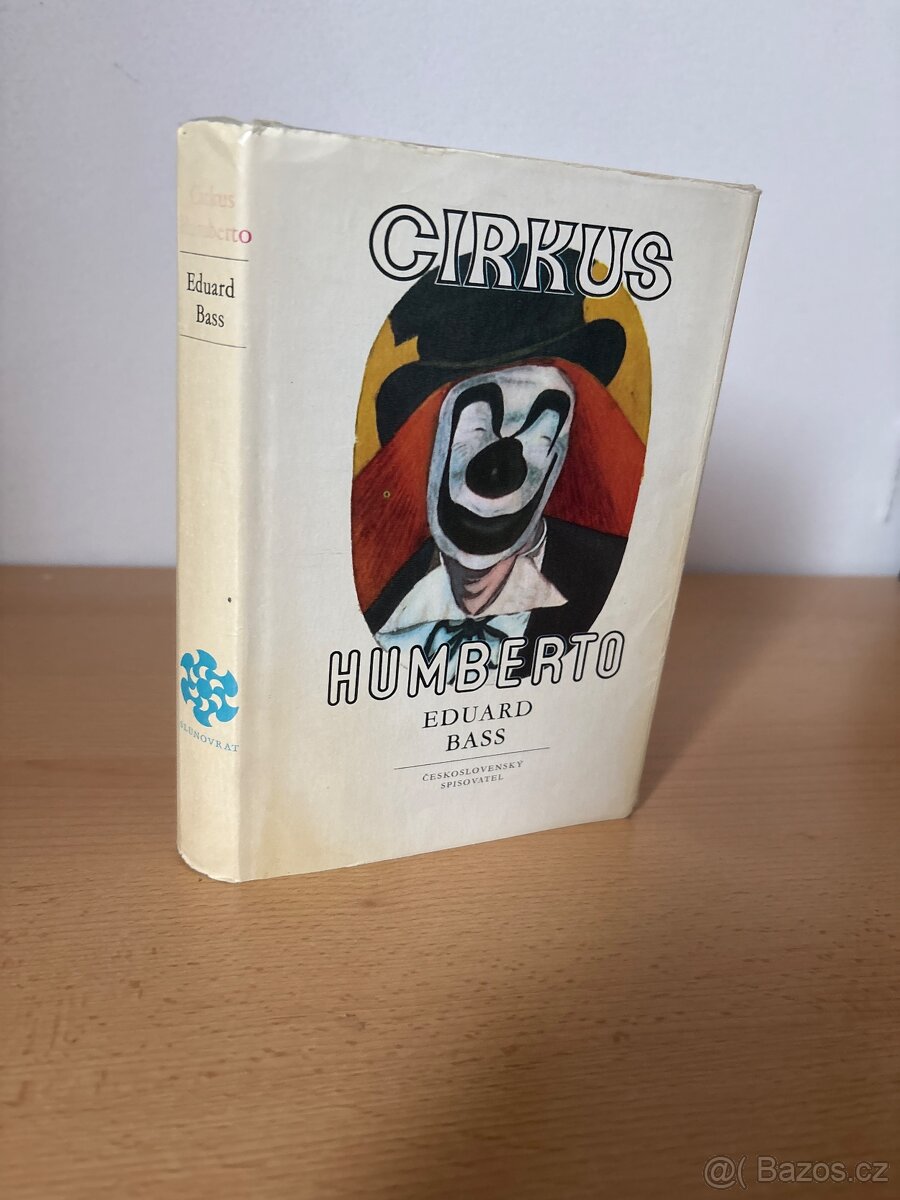 Cirkus
Humberto
Eduard
Bass
SLUNOVRAT
CIRKUS
HUMBERTO
EDUARD
BASS
ČESKOSLOVENSKÝ
SPISOVATEL
@( Bazos.cz